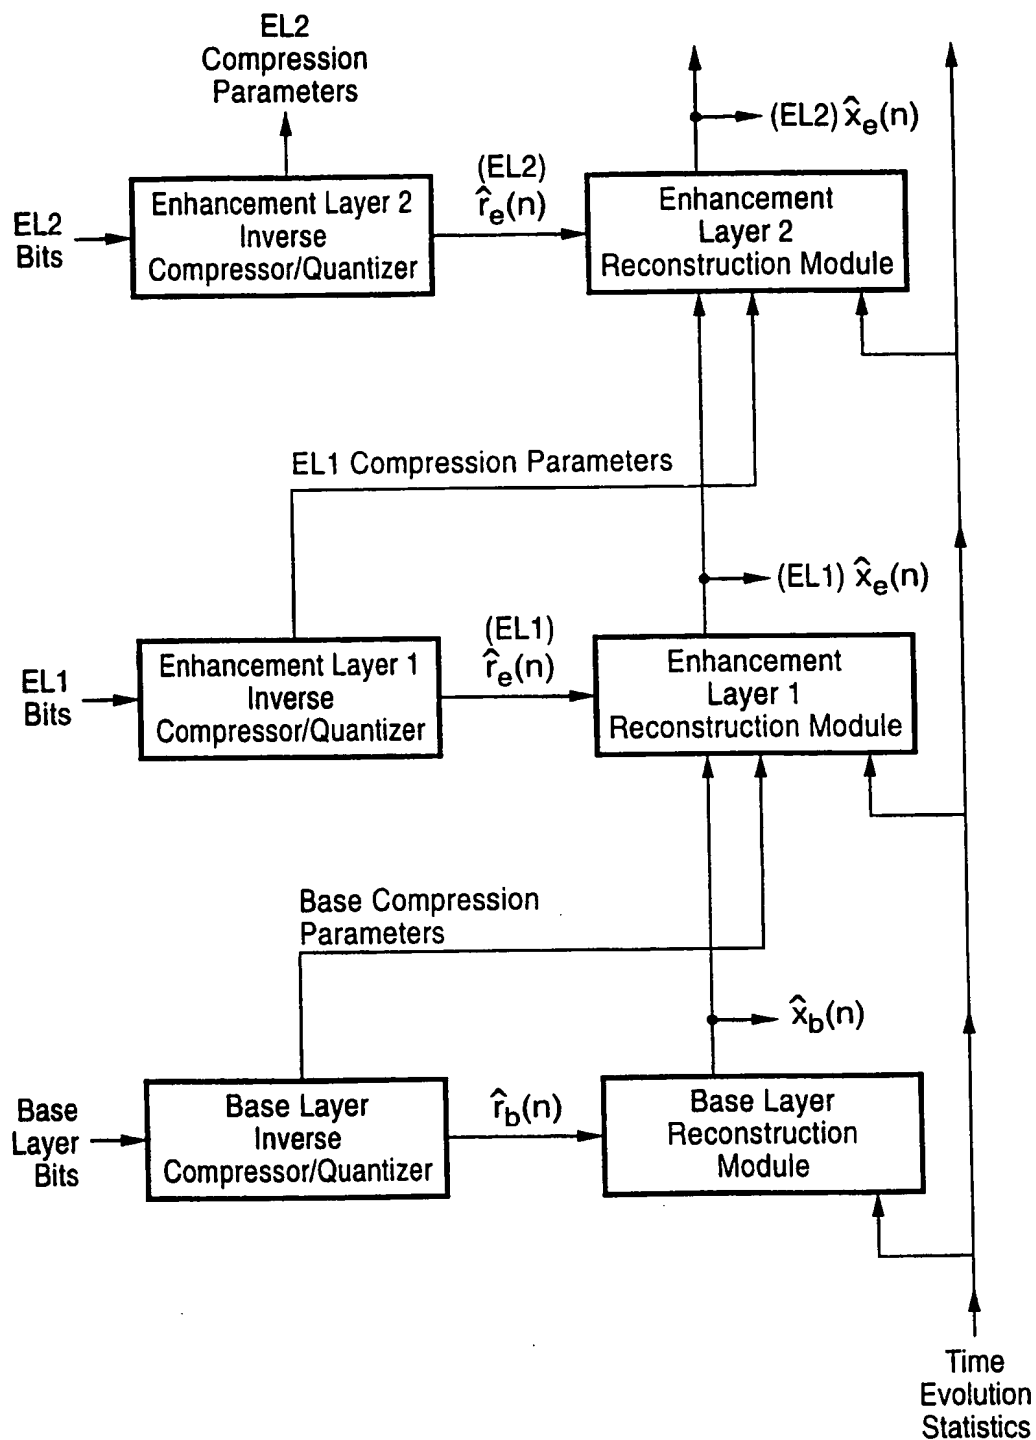 EL2
Compression
Parameters
(EL2) x̂e(n)
EL2
Bits
Enhancement Layer 2
Inverse
Compressor/Quantizer
(EL2)
r̂e(n)
Enhancement
Layer 2
Reconstruction Module
EL1 Compression Parameters
(EL1) x̂e(n)
EL1
Bits
Enhancement Layer 1
Inverse
Compressor/Quantizer
(EL1)
r̂e(n)
Enhancement
Layer 1
Reconstruction Module
Base Compression
Parameters
x̂b(n)
Base
Layer
Bits
Base Layer
Inverse
Compressor/Quantizer
r̂b(n)
Base Layer
Reconstruction
Module
Time
Evolution
Statistics